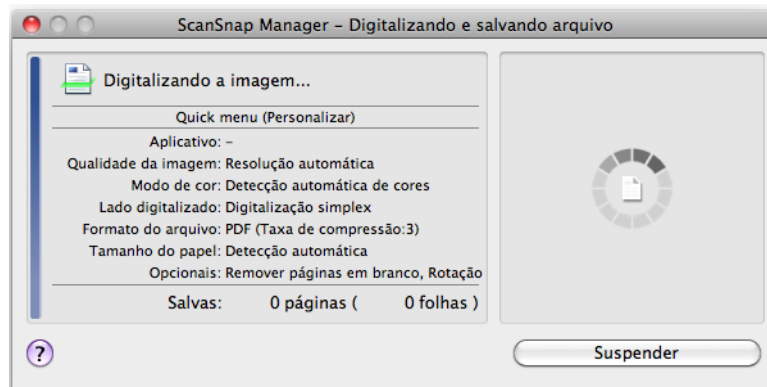 ScanSnap Manager – Digitalizando e salvando arquivo
Digitalizando a imagem...
Quick menu (Personalizar)
Aplicativo: –
Qualidade da imagem: Resolução automática
Modo de cor: Detecção automática de cores
Lado digitalizado: Digitalização simplex
Formato do arquivo: PDF (Taxa de compressão:3)
Tamanho do papel: Detecção automática
Opcionais: Remover páginas em branco, Rotação
Salvas: 0 páginas ( 0 folhas )
? Suspender